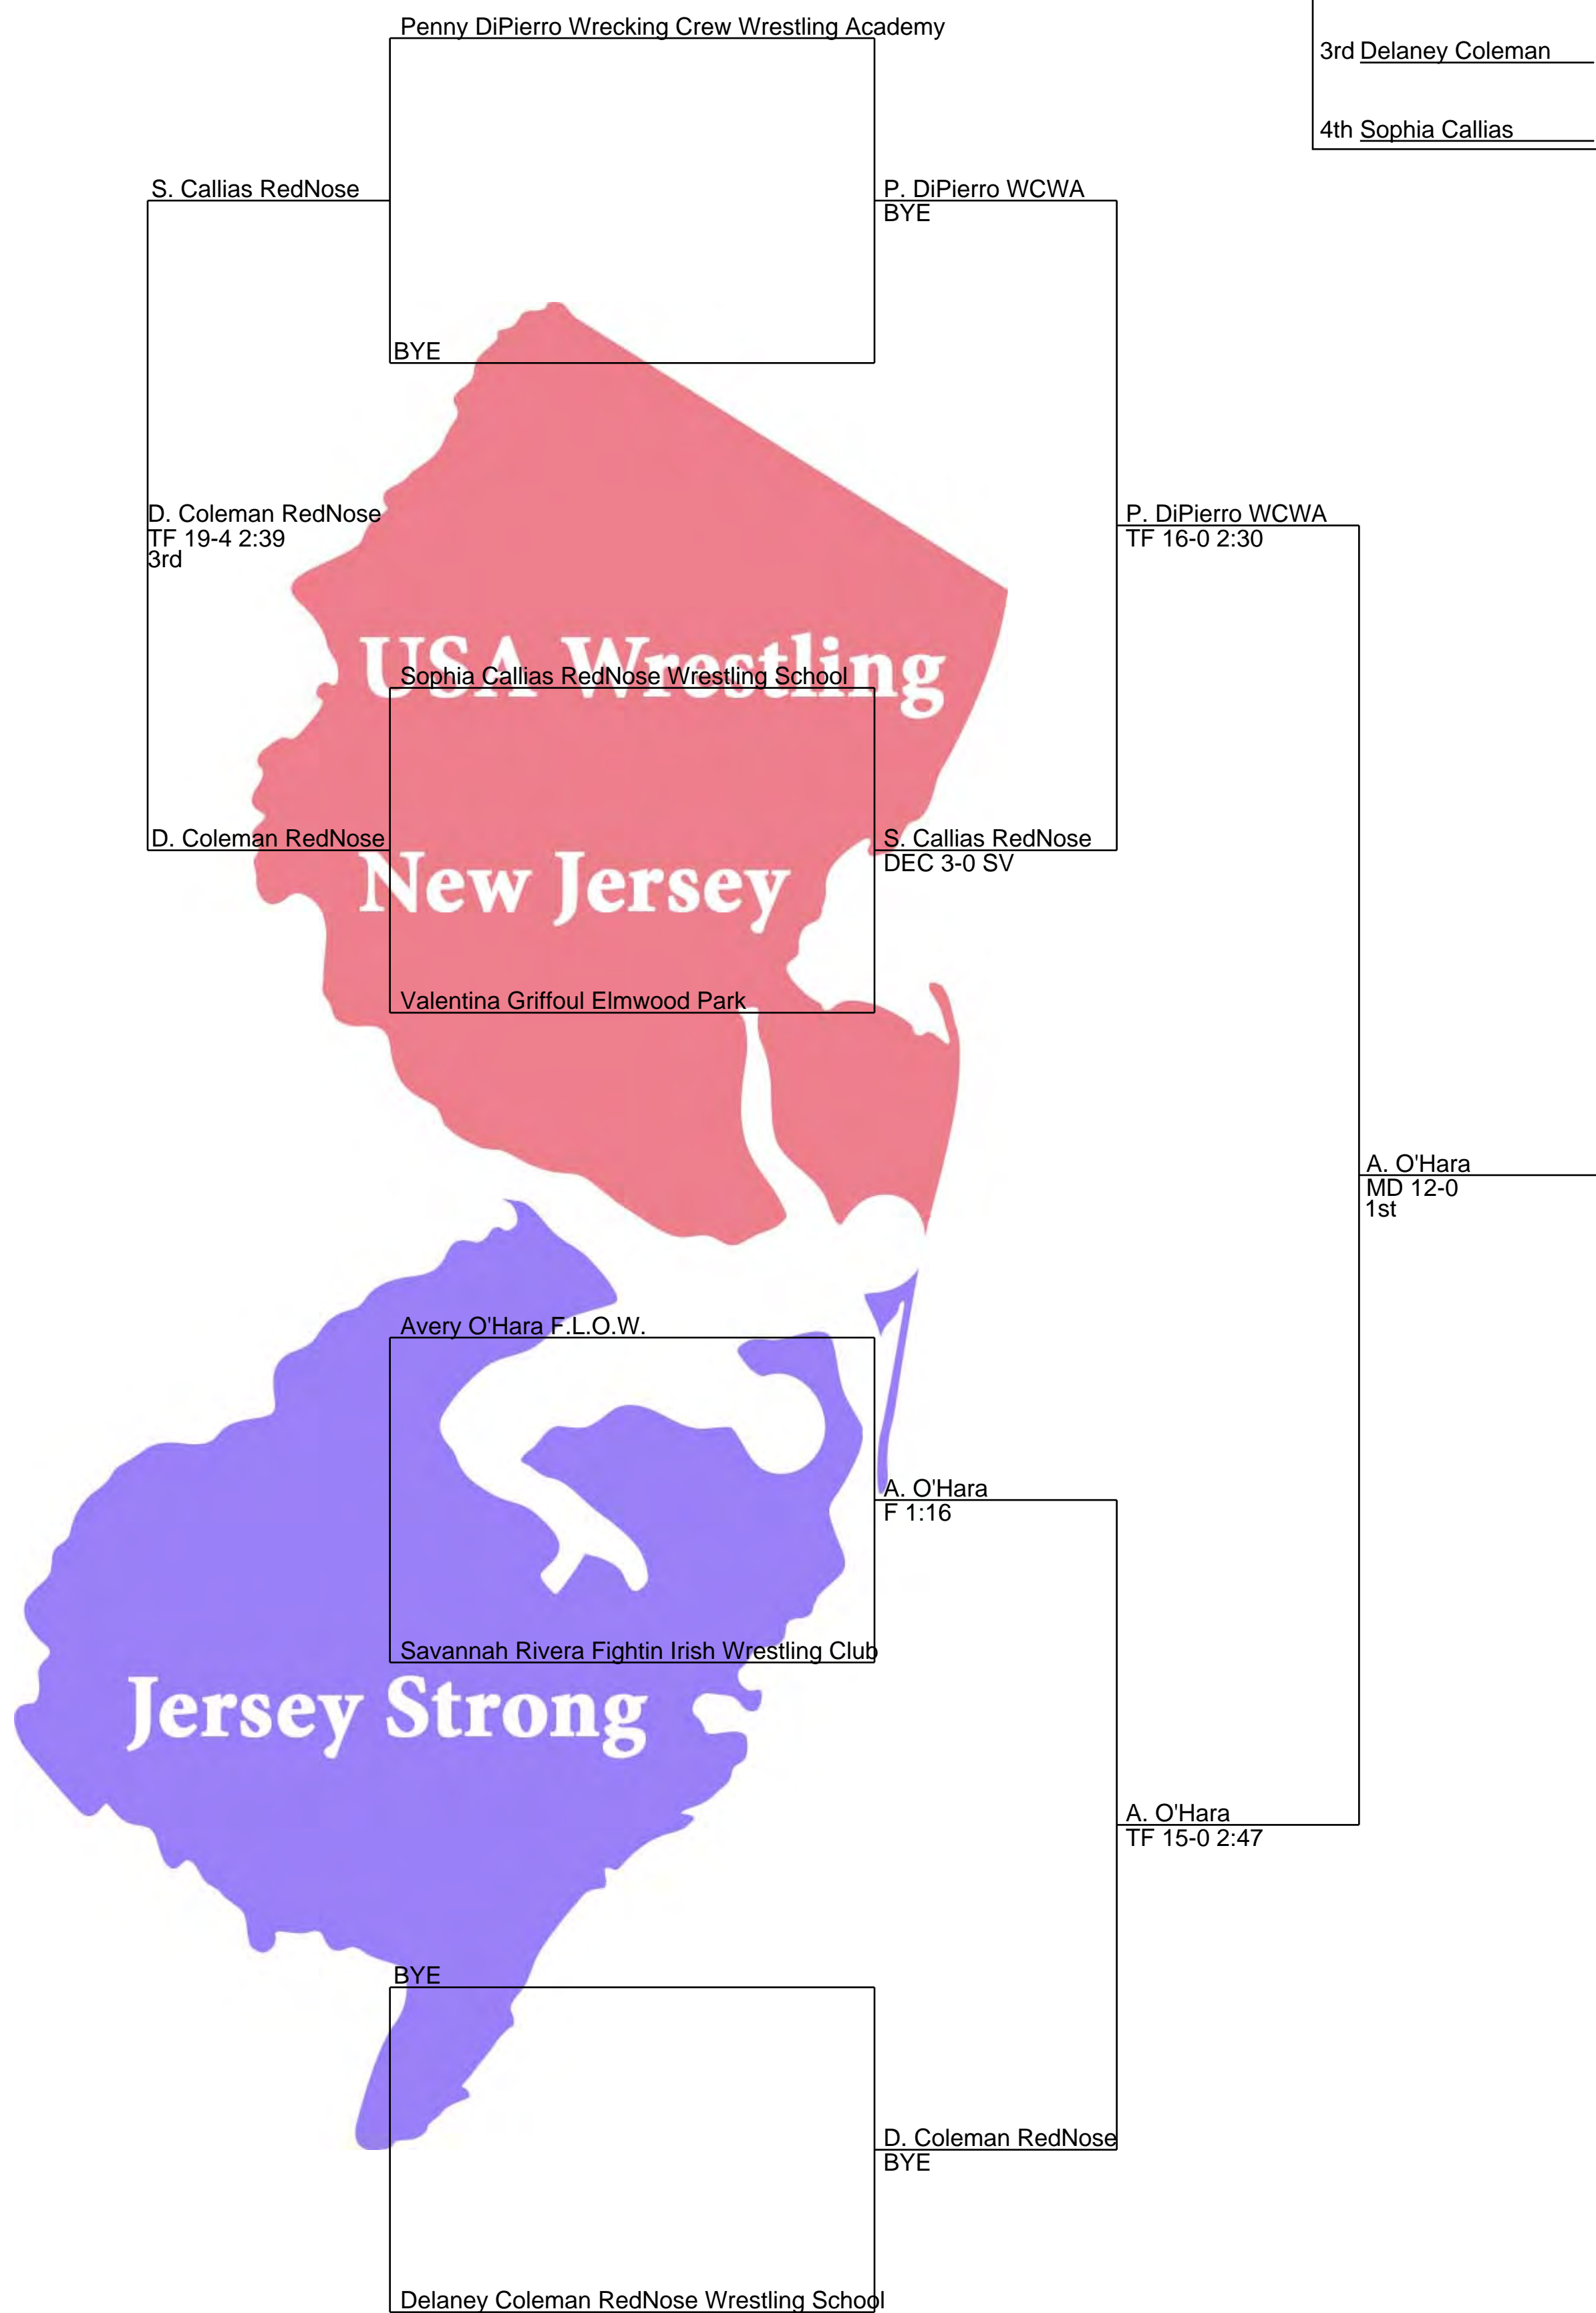 Penny DiPierro Wrecking Crew Wrestling Academy
3rd Delaney Coleman
4th Sophia Callias
S. Callias RedNose
P. DiPierro WCWA
BYE
BYE
D. Coleman RedNose
TF 19-4 2:39
3rd
P. DiPierro WCWA
TF 16-0 2:30
USA Wrestling
Sophia Callias RedNose Wrestling School
D. Coleman RedNose
S. Callias RedNose
DEC 3-0 SV
New Jersey
Valentina Griffoul Elmwood Park
A. O'Hara
MD 12-0
1st
Avery O'Hara F.L.O.W.
A. O'Hara
F 1:16
Savannah Rivera Fightin Irish Wrestling Club
Jersey Strong
A. O'Hara
TF 15-0 2:47
BYE
D. Coleman RedNose
BYE
Delaney Coleman RedNose Wrestling School